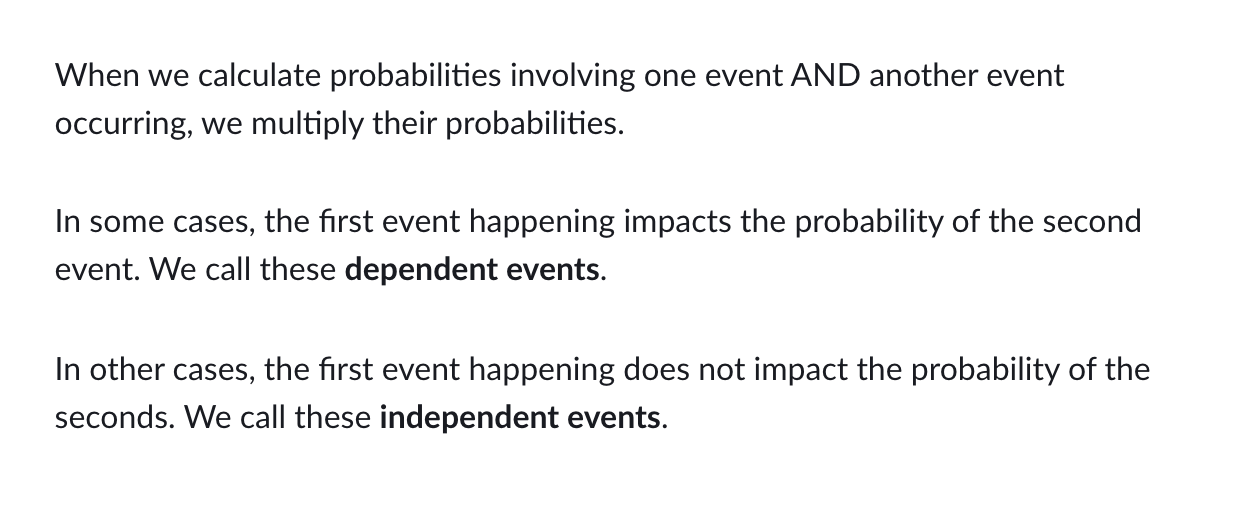 When we calculate probabilities involving one event AND another event
occurring, we multiply their probabilities.
In some cases, the first event happening impacts the probability of the second
event. We call these dependent events.
In other cases, the first event happening does not impact the probability of the
seconds. We call these independent events.